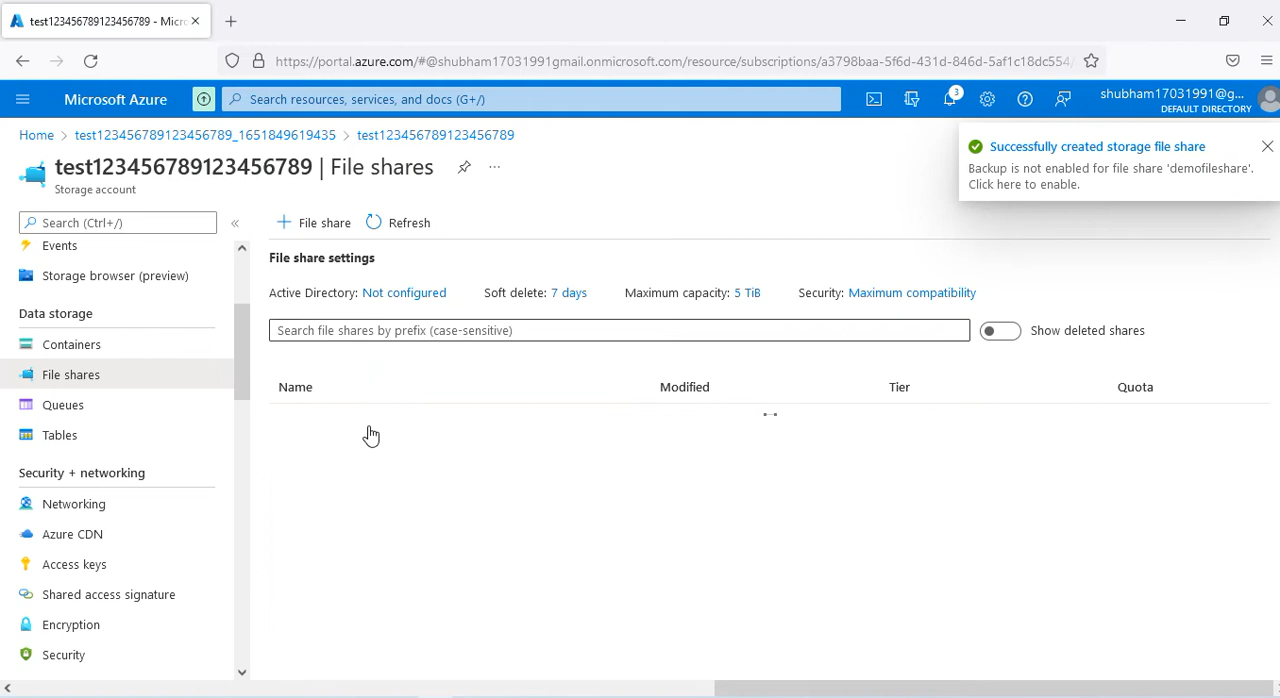 test123456789123456789 - Micro
https://portal.azure.com/#@shubham17031991gmail.onmicrosoft.com/resource/subscriptions/a3798baa-5f6d-431d-846d-5af1c18dc554/
Microsoft Azure
Search resources, services, and docs (G+/)
3
shubham17031991@g...
DEFAULT DIRECTORY
Home > test123456789123456789_1651849619435 > test123456789123456789
test123456789123456789 | File shares
...
Storage account
Successfully created storage file share
Backup is not enabled for file share 'demofileshare'.
Click here to enable.
Search (Ctrl+/)
«
Events
Storage browser (preview)
Data storage
Containers
File shares
Queues
Tables
Security + networking
Networking
Azure CDN
Access keys
Shared access signature
Encryption
Security
File share
Refresh
File share settings
Active Directory: Not configured
Soft delete: 7 days
Maximum capacity: 5 TiB
Security: Maximum compatibility
Search file shares by prefix (case-sensitive)
Show deleted shares
Name
Modified
Tier
Quota